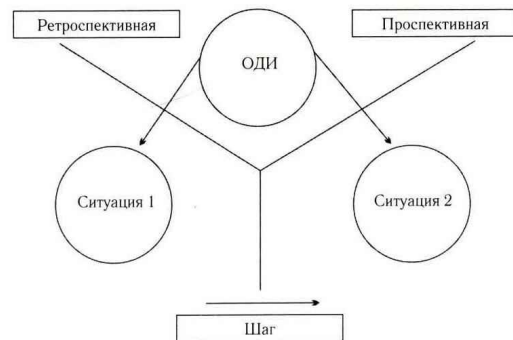 Ретроспективная
Проспективная
ОДИ
Ситуация 1
Ситуация 2
Шаг